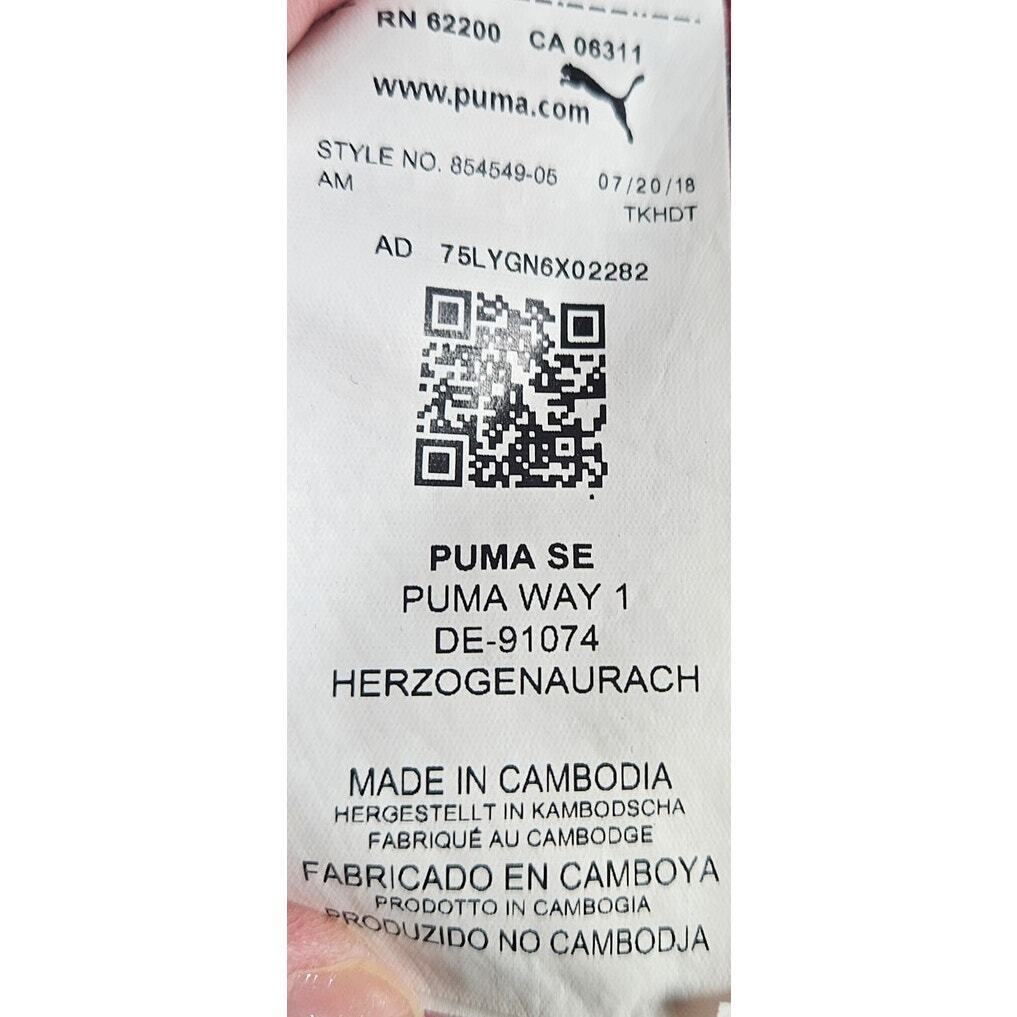 RN 62200 CA 06311
www.puma.com
STYLE NO. 854549-05 07/20/18
AM TKHDT
AD 75LYGN6X02282
PUMA SE
PUMA WAY 1
DE-91074
HERZOGENAURACH
MADE IN CAMBODIA
HERGESTELLT IN KAMBODSCHA
FABRIQUÉ AU CAMBODGE
FABRICADO EN CAMBOYA
PRODOTTO IN CAMBOGIA
PRODUZIDO NO CAMBODJA